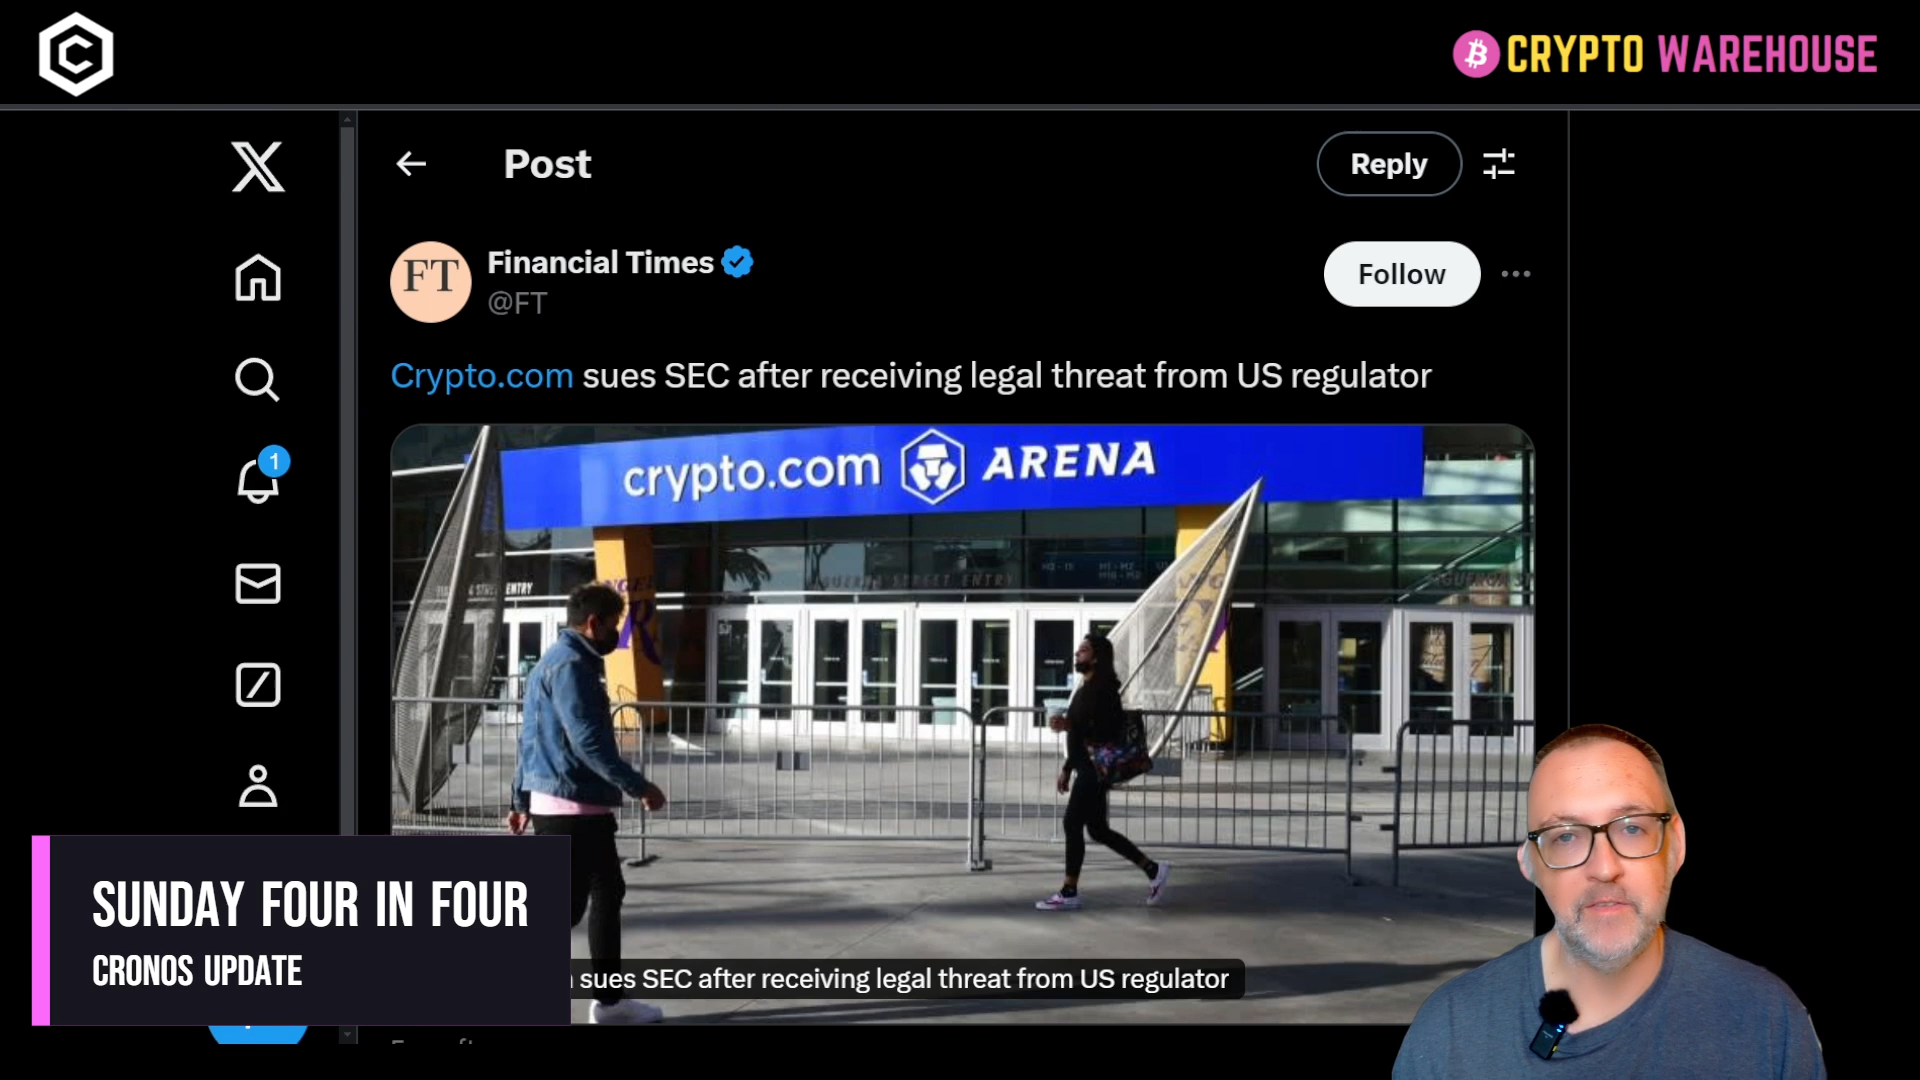 CRYPTO WAREHOUSE
Post
Reply
FT
Financial Times
@FT
Follow
Crypto.com sues SEC after receiving legal threat from US regulator
crypto.com ARENA
1
ENTRY
STREET ENTRY
SUNDAY FOUR IN FOUR
CRONOS UPDATE
sues SEC after receiving legal threat from US regulator